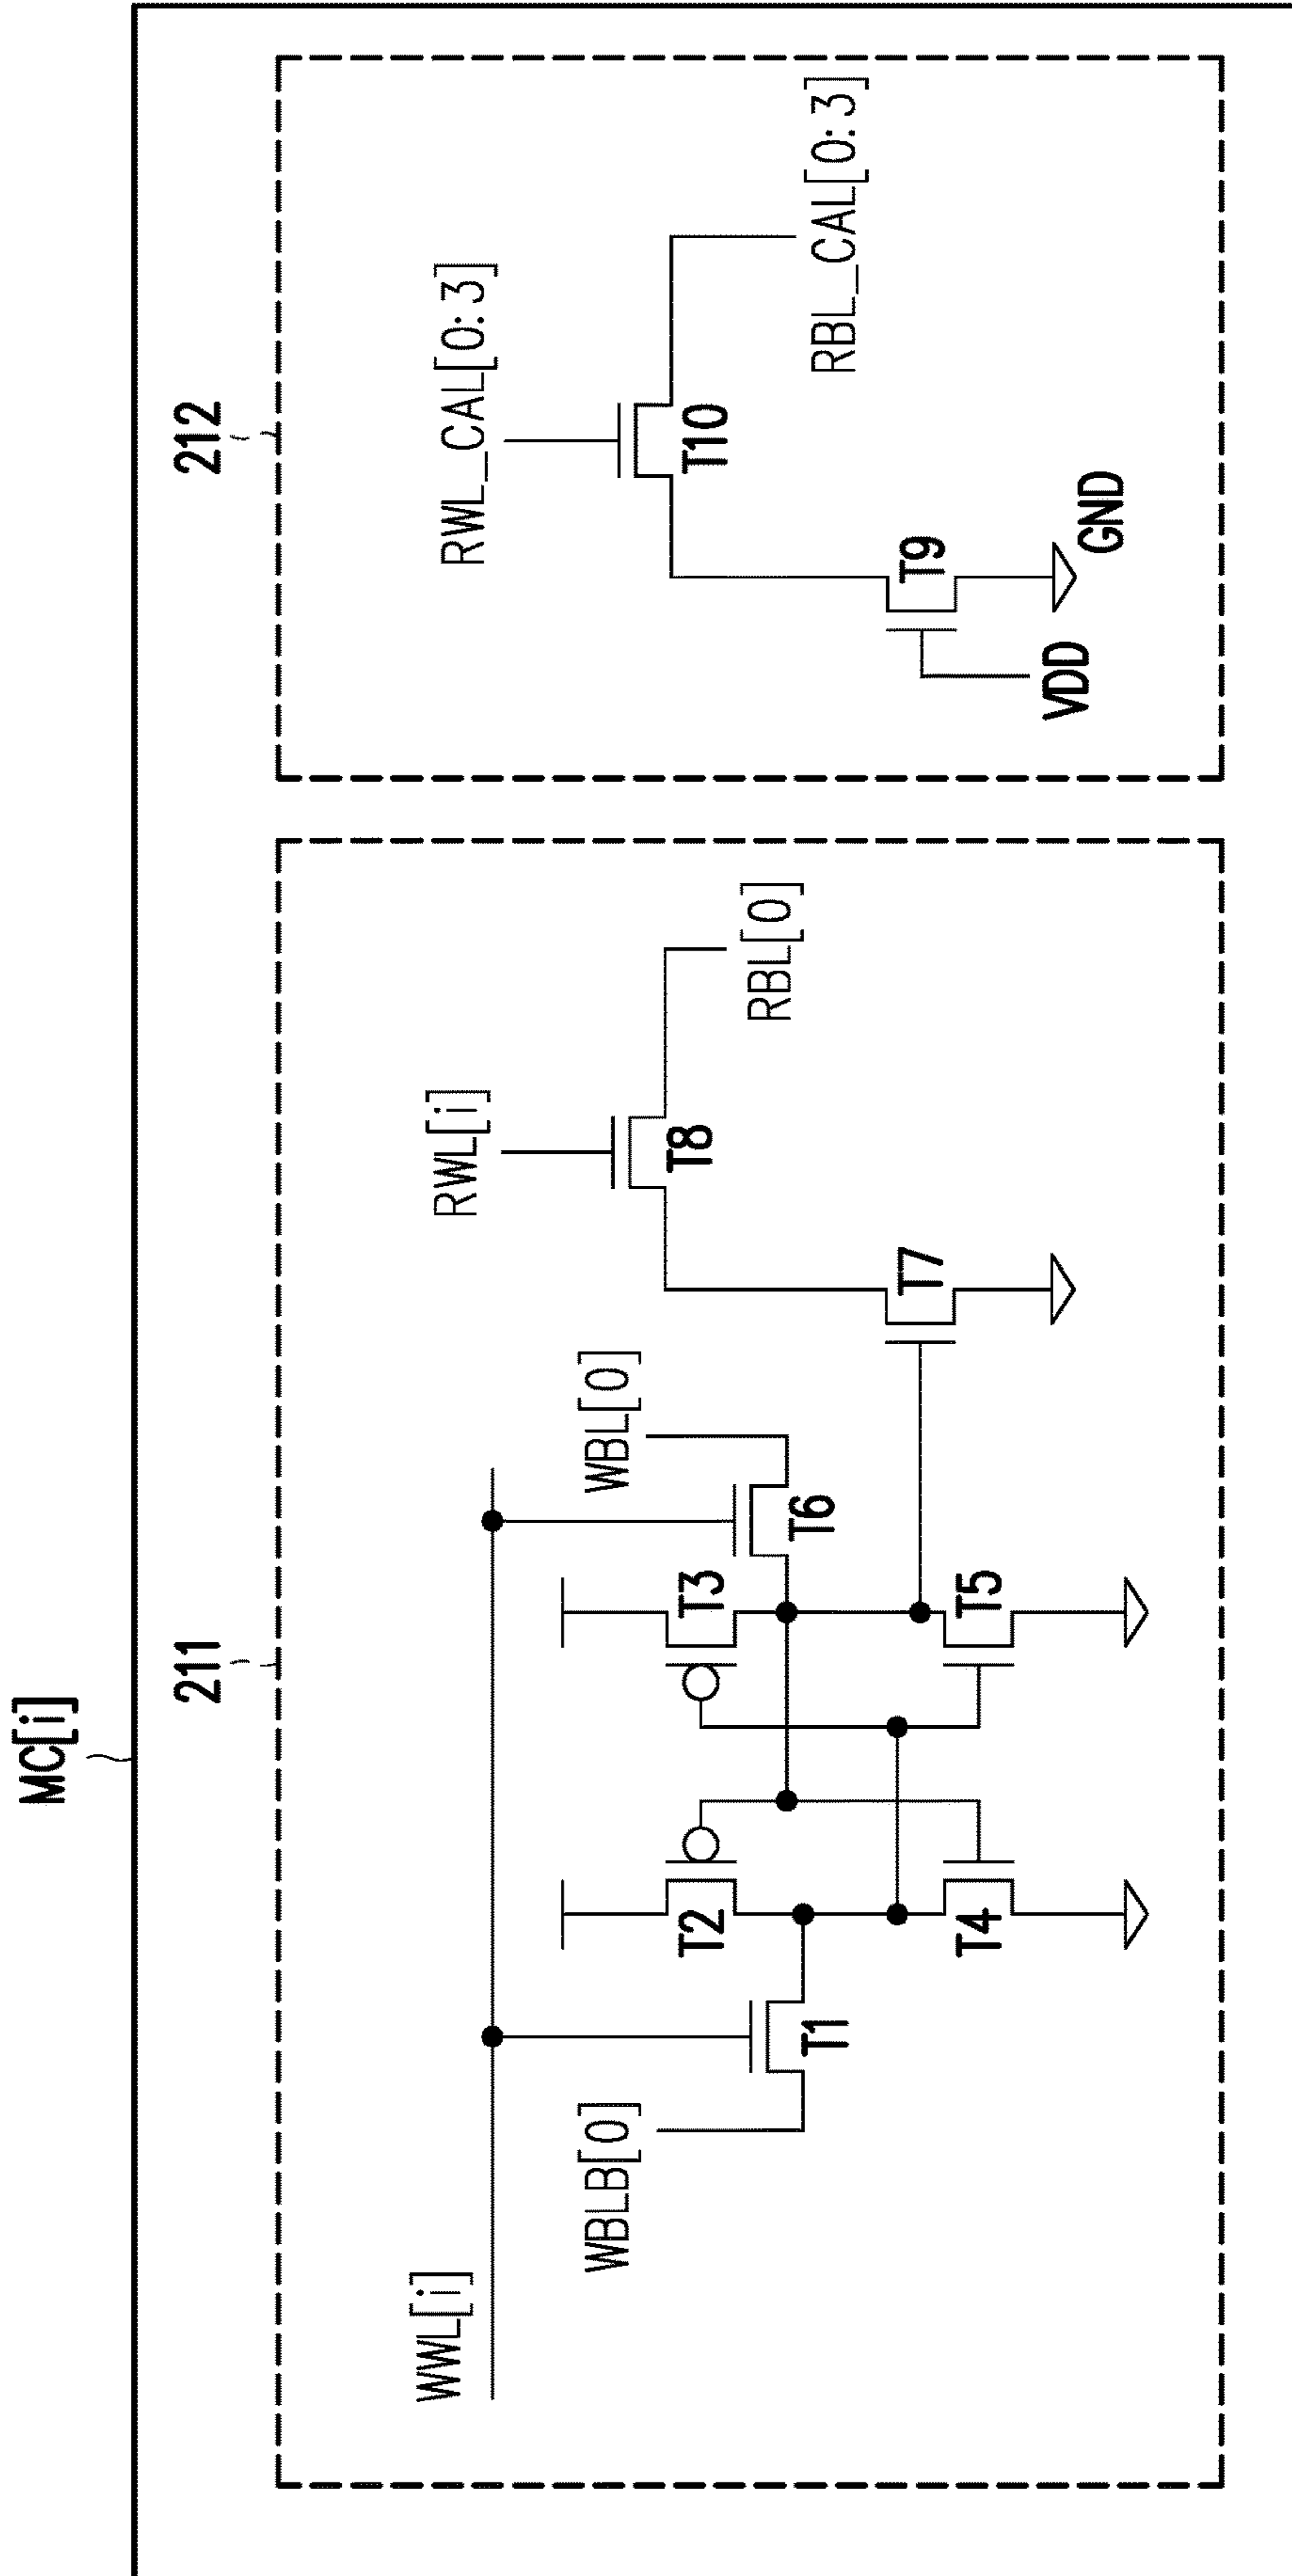 MC[i]
211
212
WWL[i]
WBLB[0]
WBL[0]
RWL[i]
RBL[0]
T1
T2
T3
T4
T5
T6
T7
T8
RWL_CAL[0:3]
RBL_CAL[0:3]
T10
T9
VDD
GND